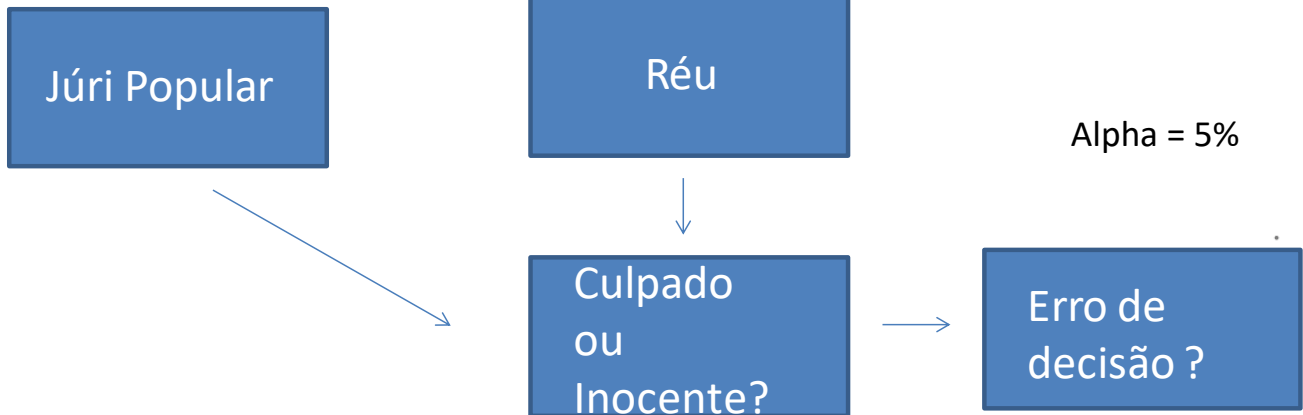 Júri Popular
Réu
Alpha = 5%
Culpado
ou
Inocente?
Erro de
decisão ?